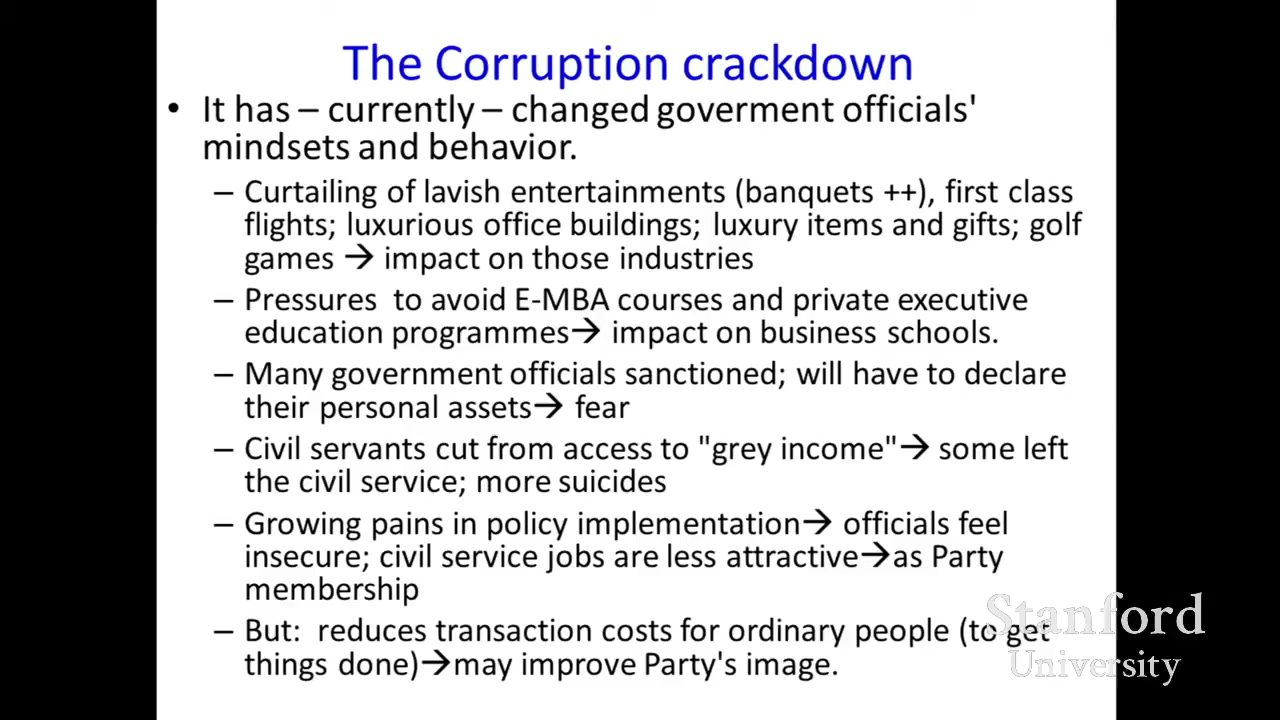 The Corruption crackdown
• It has – currently – changed goverment officials'
mindsets and behavior.
– Curtailing of lavish entertainments (banquets ++), first class
flights; luxurious office buildings; luxury items and gifts; golf
games → impact on those industries
– Pressures to avoid E-MBA courses and private executive
education programmes→ impact on business schools.
– Many government officials sanctioned; will have to declare
their personal assets→ fear
– Civil servants cut from access to "grey income"→ some left
the civil service; more suicides
– Growing pains in policy implementation→ officials feel
insecure; civil service jobs are less attractive→as Party
membership
– But: reduces transaction costs for ordinary people (to get
things done)→may improve Party's image.
Stanford
University